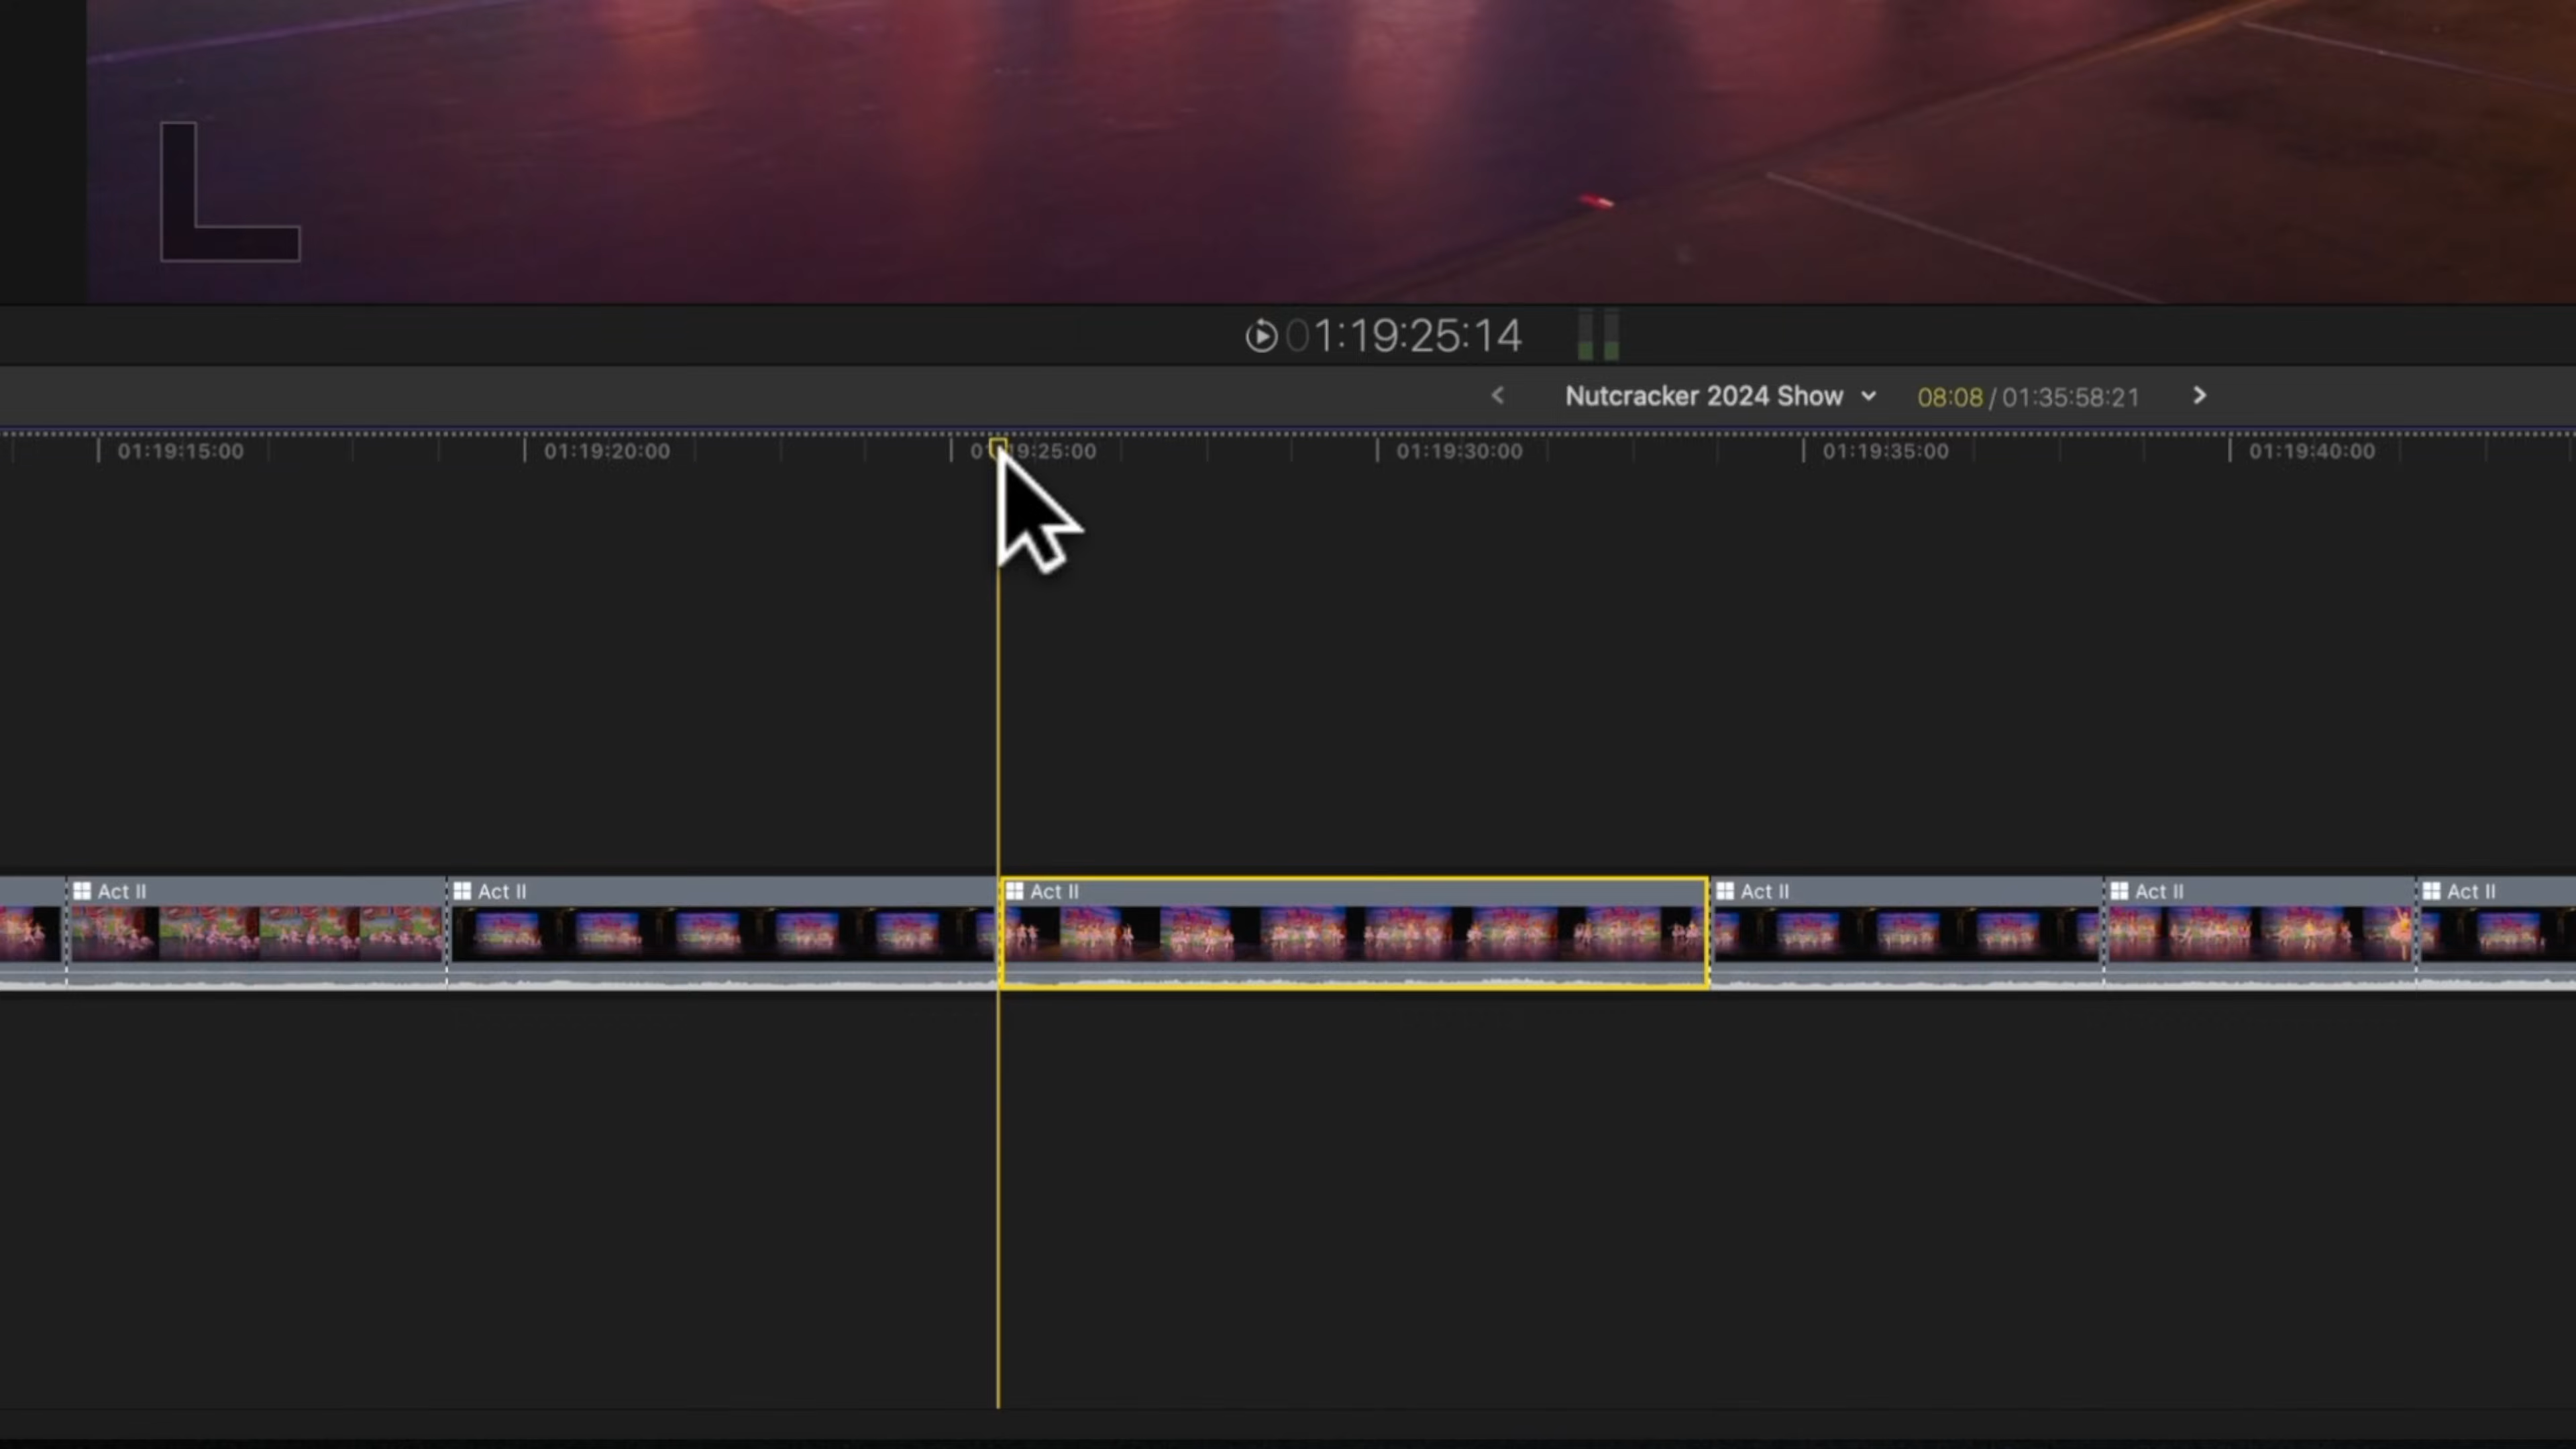 01:19:25:14
Nutcracker 2024 Show 08:08 / 01:35:58:21
01:19:15:00 01:19:20:00 01:19:25:00 01:19:30:00 01:19:35:00 01:19:40:00
Act II Act II Act II Act II Act II Act II